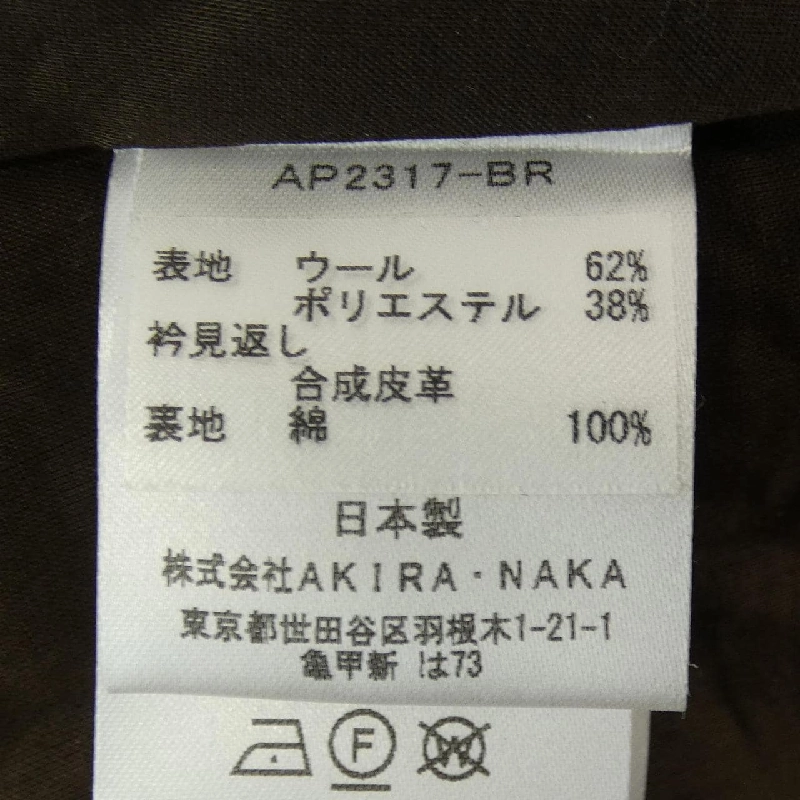 AP2317-BR
表地 ウール 62%
ポリエステル 38%
衿見返し
合成皮革
裏地 綿 100%
日本製
株式会社AKIRA・NAKA
東京都世田谷区羽根木1-21-1
亀甲新 は73
F
W